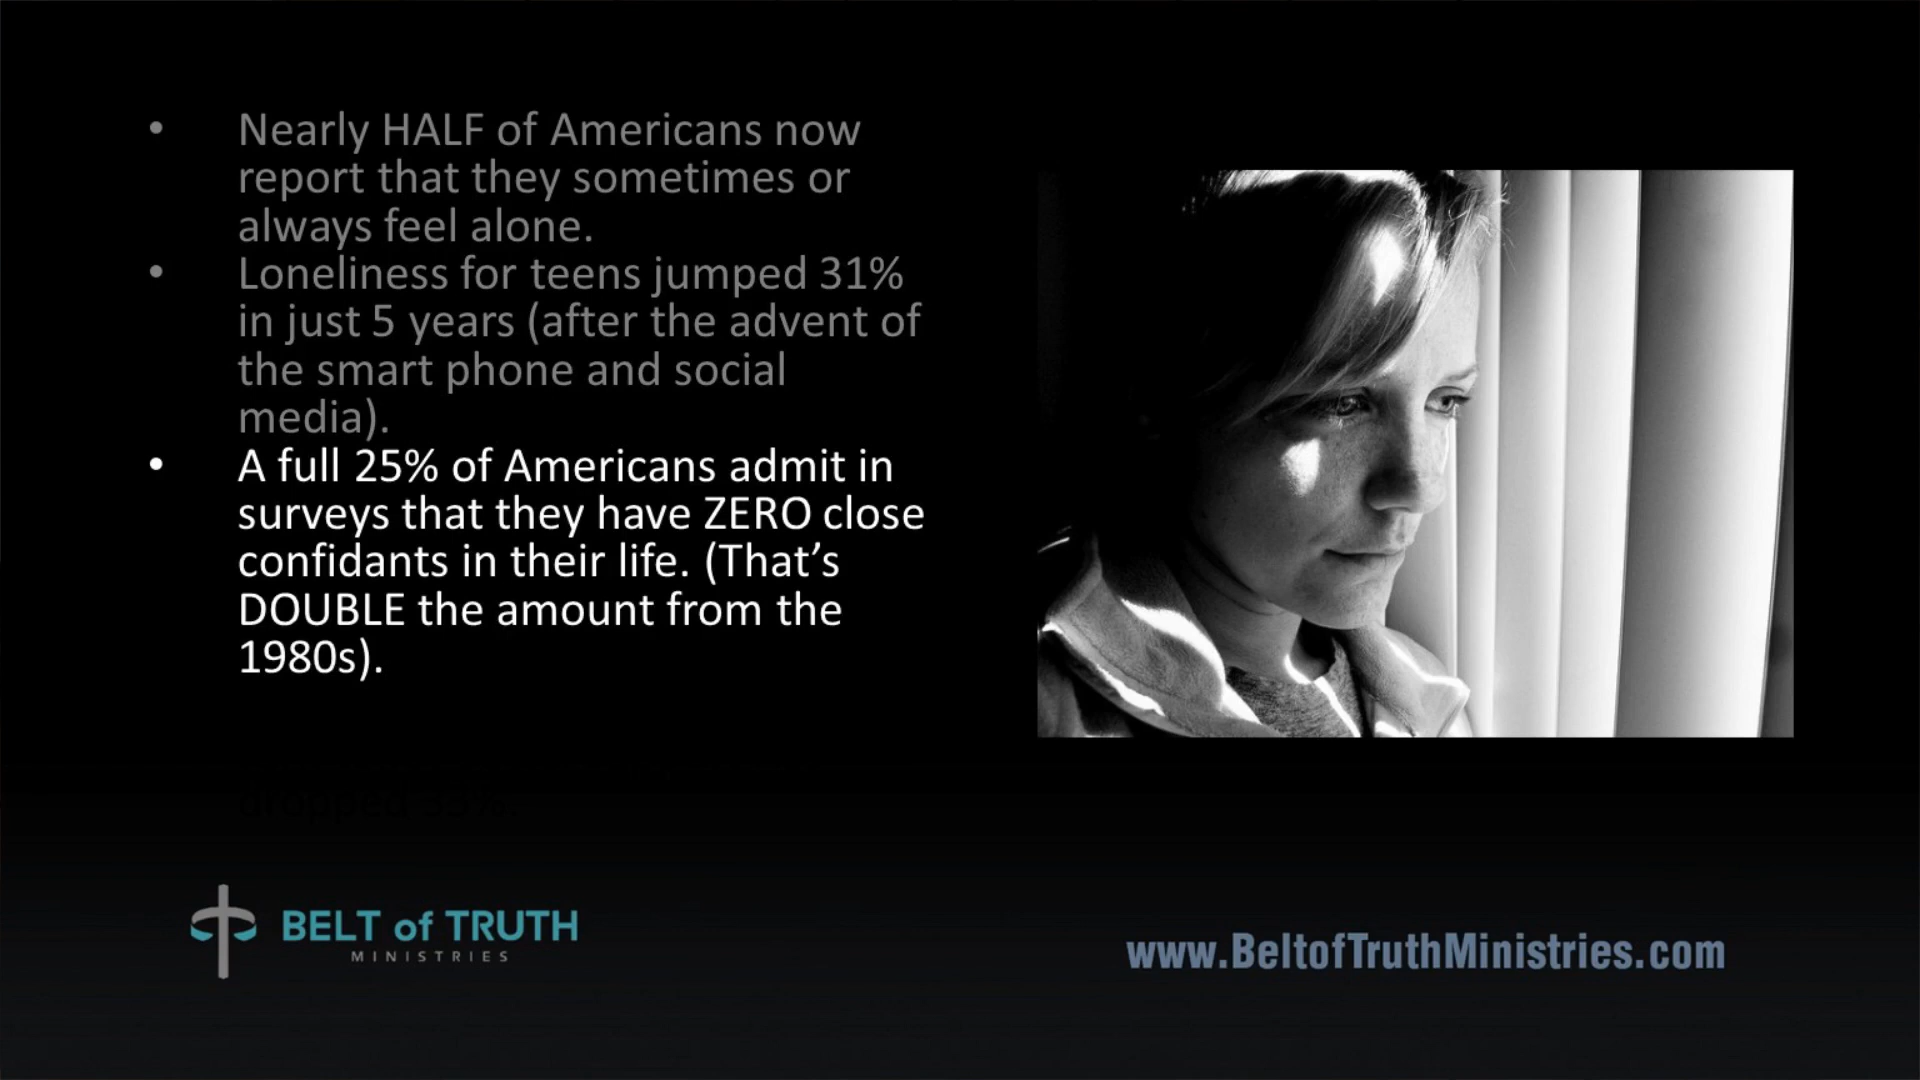 • Nearly HALF of Americans now
report that they sometimes or
always feel alone.
• Loneliness for teens jumped 31%
in just 5 years (after the advent of
the smart phone and social
media).
• A full 25% of Americans admit in
surveys that they have ZERO close
confidants in their life. (That’s
DOUBLE the amount from the
1980s).
dropped 33%.
BELT of TRUTH
MINISTRIES
www.BeltofTruthMinistries.com